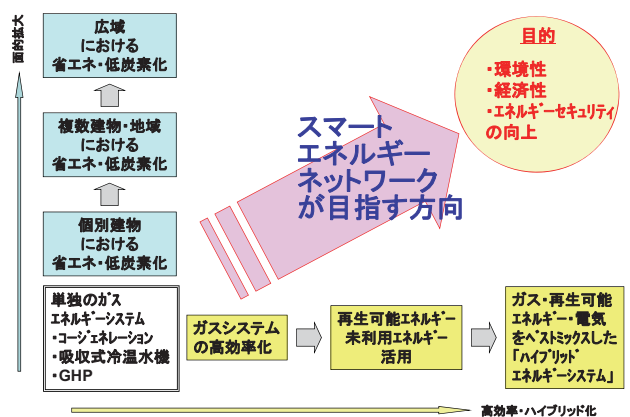 面的拡大
広域
における
省エネ・低炭素化
複数建物・地域
における
省エネ・低炭素化
個別建物
における
省エネ・低炭素化
単独のガス
エネルギーシステム
・コージェネレーション
・吸収式冷温水機
・GHP
スマート
エネルギー
ネットワーク
が目指す方向
目的
・環境性
・経済性
・エネルギーセキュリティ
の向上
ガスシステム
の高効率化
再生可能エネルギー
未利用エネルギー
活用
ガス・再生可能
エネルギー・電気
をベストミックスした
「ハイブリッド
エネルギーシステム」
高効率・ハイブリッド化